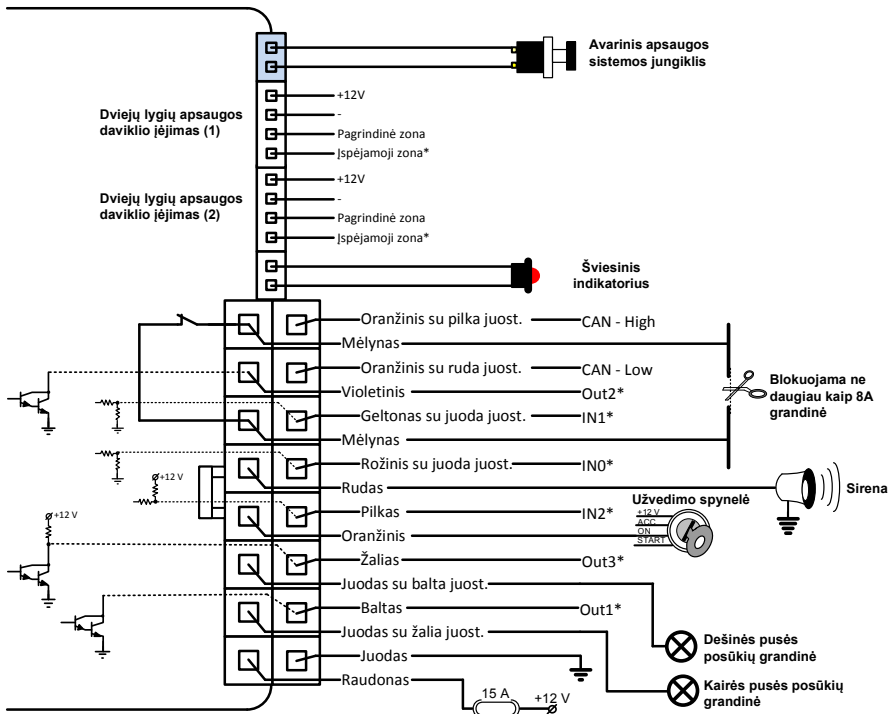 Avarinis apsaugos
sistemos jungiklis
Dviejų lygių apsaugos
daviklio įėjimas (1)
+12V
-
Pagrindinė zona
Įspėjamoji zona*
Dviejų lygių apsaugos
daviklio įėjimas (2)
+12V
-
Pagrindinė zona
Įspėjamoji zona*
Šviesinis
indikatorius
Oranžinis su pilka juost.
CAN - High
Mėlynas
Oranžinis su ruda juost.
CAN - Low
Violetinis
Out2*
Geltonas su juoda juost.
IN1*
Mėlynas
Blokuojama ne
daugiau kaip 8A
grandinė
Rožinis su juoda juost.
IN0*
Rudas
Sirena
+12 V
Pilkas
IN2*
Užvedimo spynelė
+12 V
ACC
ON
START
Oranžinis
+12 V
Žalias
Out3*
Juodas su balta juost.
Baltas
Out1*
Juodas su žalia juost.
Dešinės pusės
posūkių grandinė
Juodas
Raudonas
15 A
+12 V
Kairės pusės posūkių
grandinė